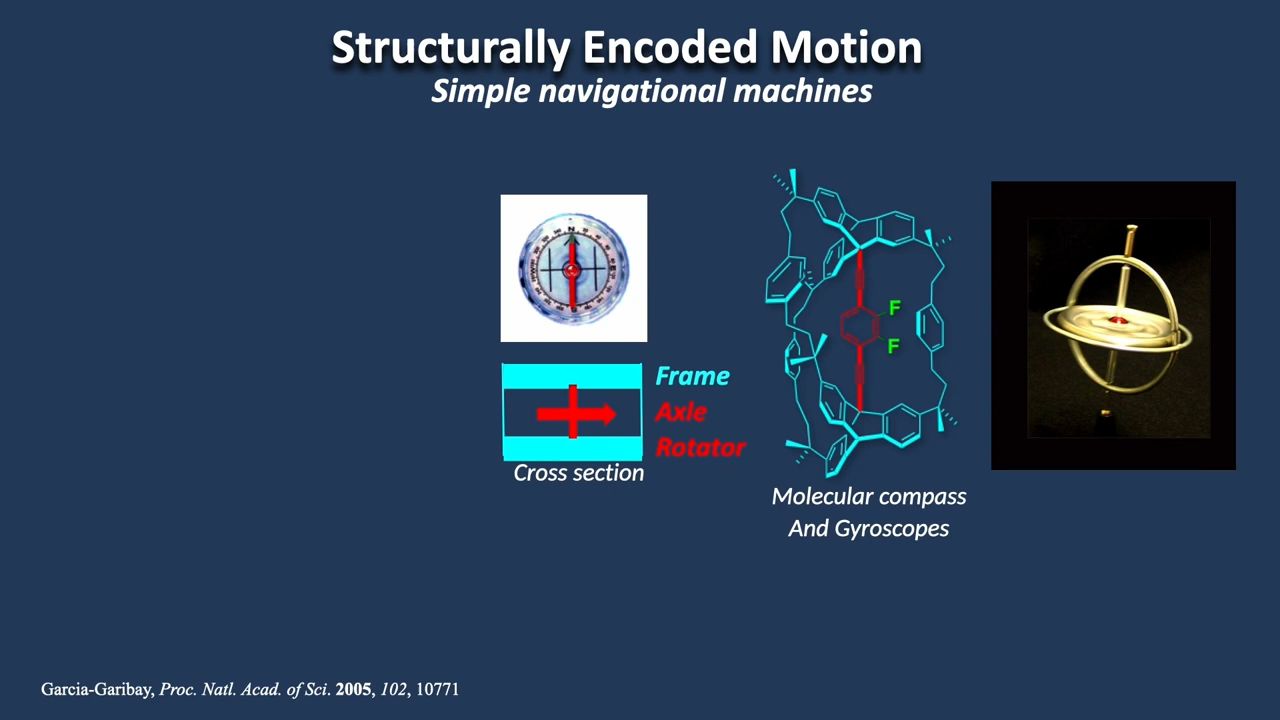 Structurally Encoded Motion
Simple navigational machines
N
F
F
Frame
Axle
Rotator
Cross section
Molecular compass
And Gyroscopes
Garcia-Garibay, Proc. Natl. Acad. of Sci. 2005, 102, 10771